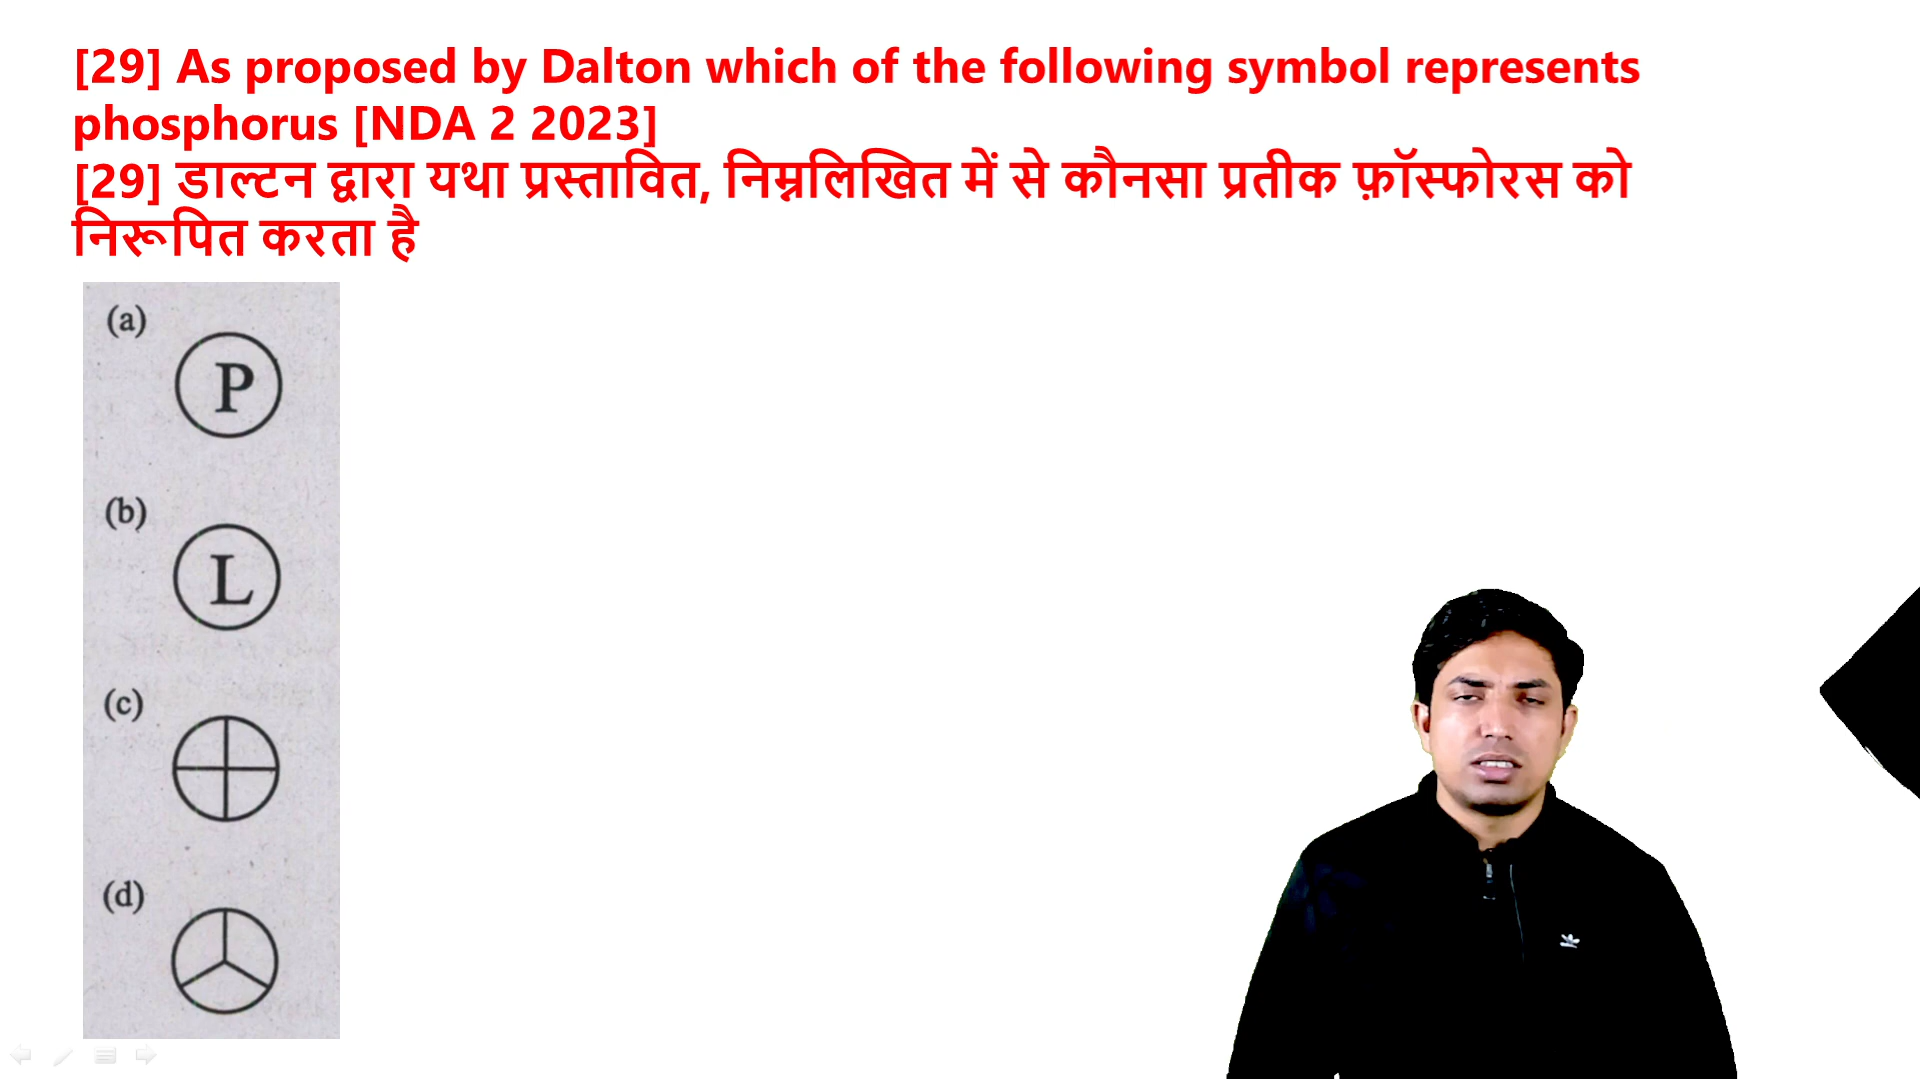 [29] As proposed by Dalton which of the following symbol represents
phosphorus [NDA 2 2023]
[29] डाल्टन द्वारा यथा प्रस्तावित, निम्नलिखित में से कौनसा प्रतीक फ़ॉस्फोरस को
निरूपित करता है
(a)
P
(b)
L
(c)
(d)